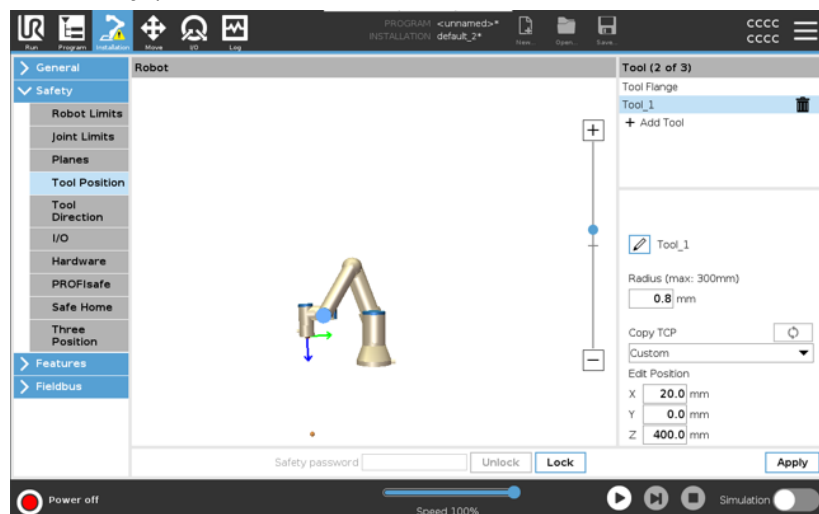 UR
Run
Program
Installation
Move
I/O
Log
PROGRAM <unnamed>*
INSTALLATION default_2*
New...
Open...
Save...
cccc
cccc
General
Safety
Robot Limits
Joint Limits
Planes
Tool Position
Tool
Direction
I/O
Hardware
PROFIsafe
Safe Home
Three
Position
Features
Fieldbus
Robot
+
−
Tool (2 of 3)
Tool Flange
Tool_1
+ Add Tool
Tool_1
Radius (max: 300mm)
0.8 mm
Copy TCP
Custom
Edit Position
X 20.0 mm
Y 0.0 mm
Z 400.0 mm
Safety password
Unlock
Lock
Apply
Power off
Speed 100%
Simulation